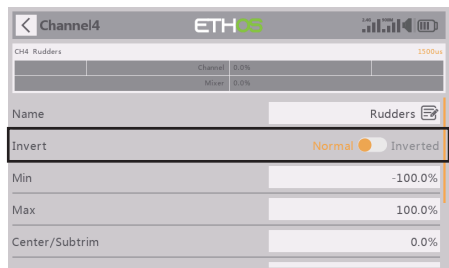 Channel4
ETHOS
CH4 Rudders
1500us
Channel 0.0%
Mixer 0.0%
Name Rudders
Invert Normal Inverted
Min -100.0%
Max 100.0%
Center/Subtrim 0.0%